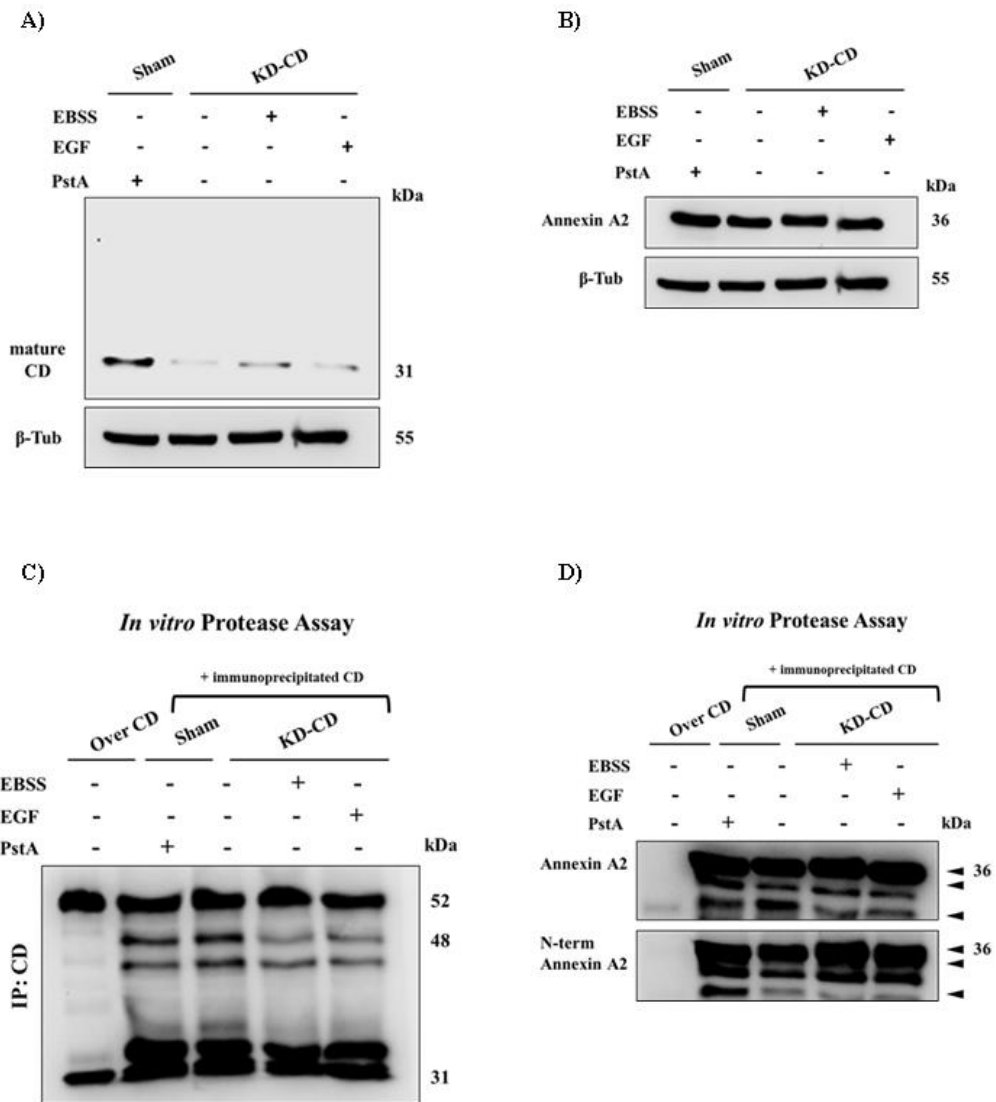 A)
Sham KD-CD
EBSS - - + -
EGF - - - +
PstA + - - -
kDa
mature
CD
31
β-Tub 55
B)
Sham KD-CD
EBSS - - + -
EGF - - - +
PstA + - - -
kDa
Annexin A2 36
β-Tub 55
C)
In vitro Protease Assay
+ immunoprecipitated CD
Over CD Sham KD-CD
EBSS - - - + -
EGF - - - - +
PstA - + - - -
kDa
52
48
IP: CD
31
D)
In vitro Protease Assay
+ immunoprecipitated CD
Over CD Sham KD-CD
EBSS - - - + -
EGF - - - - +
PstA - + - - -
kDa
Annexin A2 36
N-term 36
Annexin A2